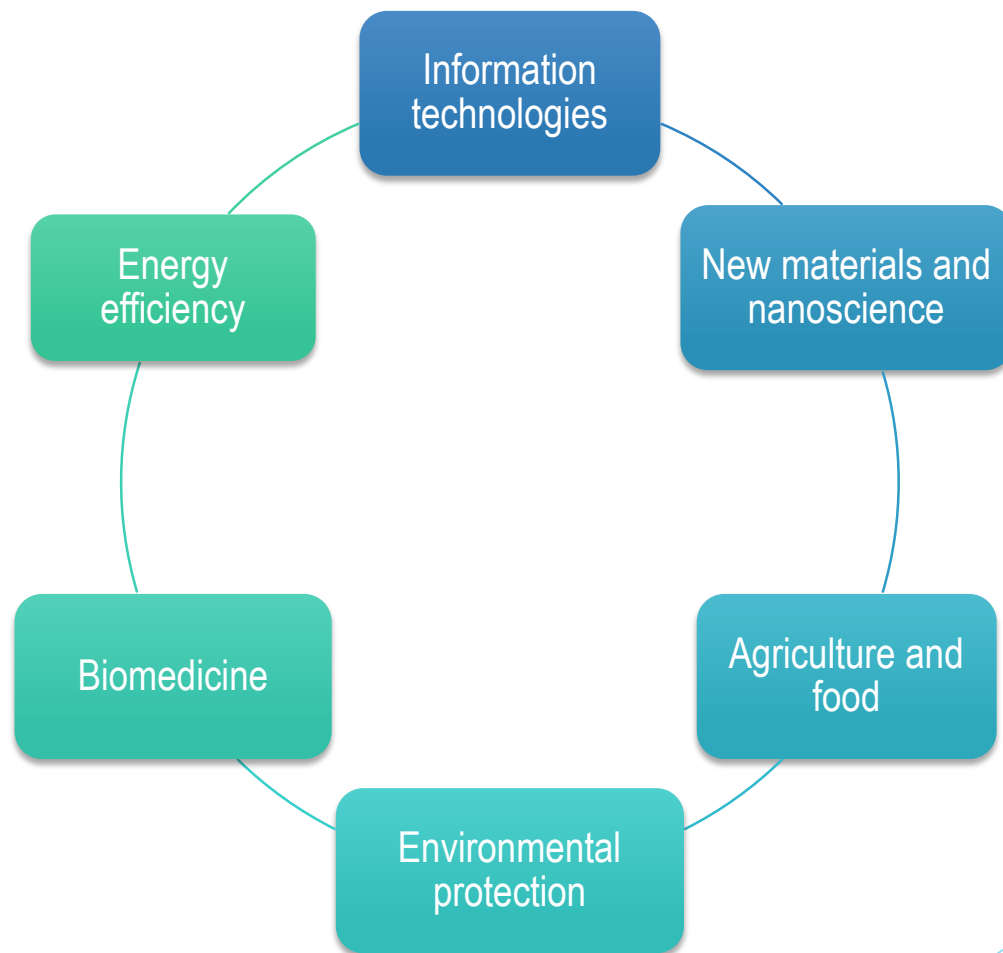 Information
technologies
New materials and
nanoscience
Agriculture and
food
Environmental
protection
Biomedicine
Energy
efficiency